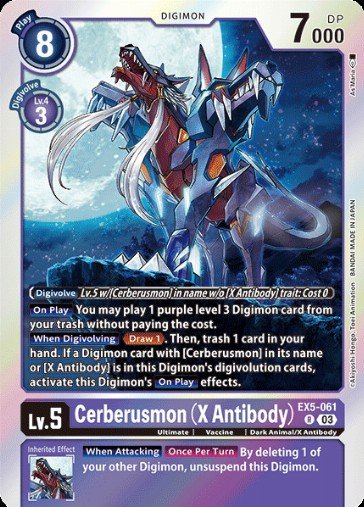 Play
8
DIGIMON
7000 DP
Digivolve
Lv.4
3
As'Maria
©Akiyoshi Hongo, Toei Animation BANDAI MADE IN JAPAN
Digivolve Lv.5 w/[Cerberusmon] in name w/o [X Antibody] trait: Cost 0
On Play You may play 1 purple level 3 Digimon card from
your trash without paying the cost.
When Digivolving Draw 1. Then, trash 1 card in your
hand. If a Digimon card with [Cerberusmon] in its name
or [X Antibody] is in this Digimon's digivolution cards,
activate this Digimon's On Play effects.
Lv.5 Cerberusmon (X Antibody) EX5-061
R 03
Ultimate | Vaccine | Dark Animal/X Antibody
Inherited Effect
When Attacking Once Per Turn By deleting 1 of
your other Digimon, unsuspend this Digimon.